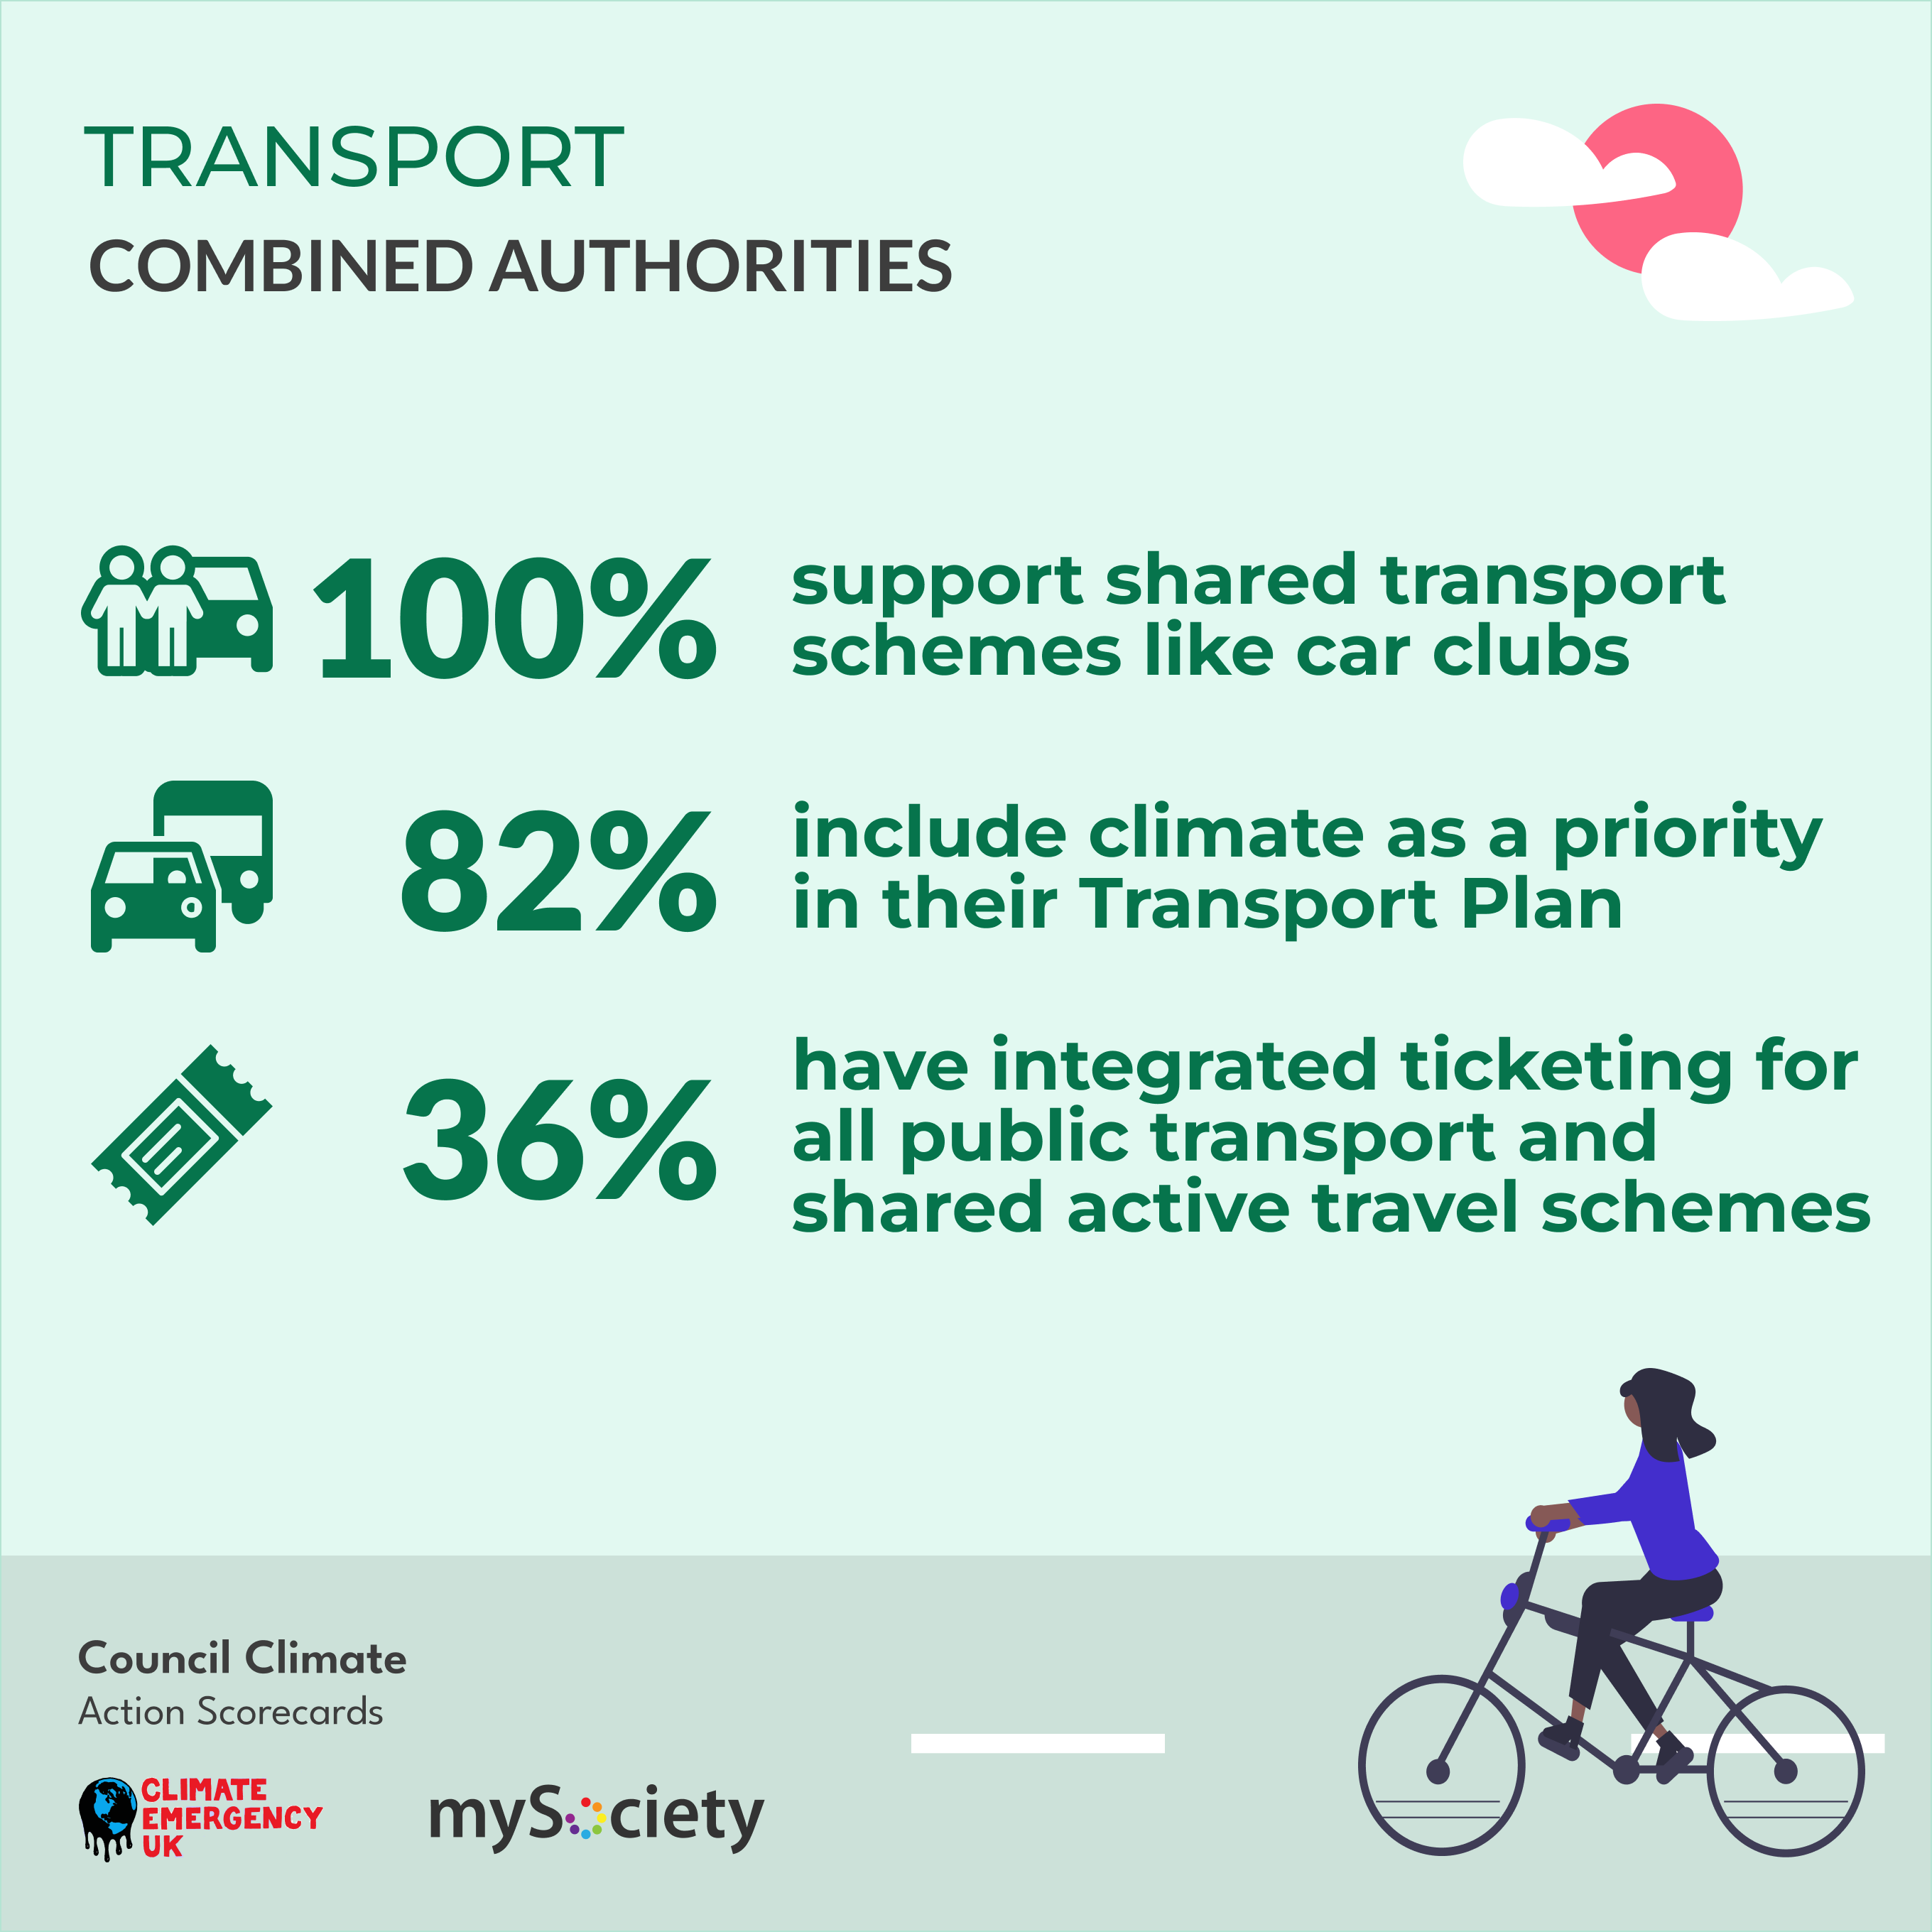 TRANSPORT
COMBINED AUTHORITIES
100%
support shared transport
schemes like car clubs
82%
include climate as a priority
in their Transport Plan
36%
have integrated ticketing for
all public transport and
shared active travel schemes
Council Climate
Action Scorecards
CLIMATE
EMERGENCY
UK
mySociety